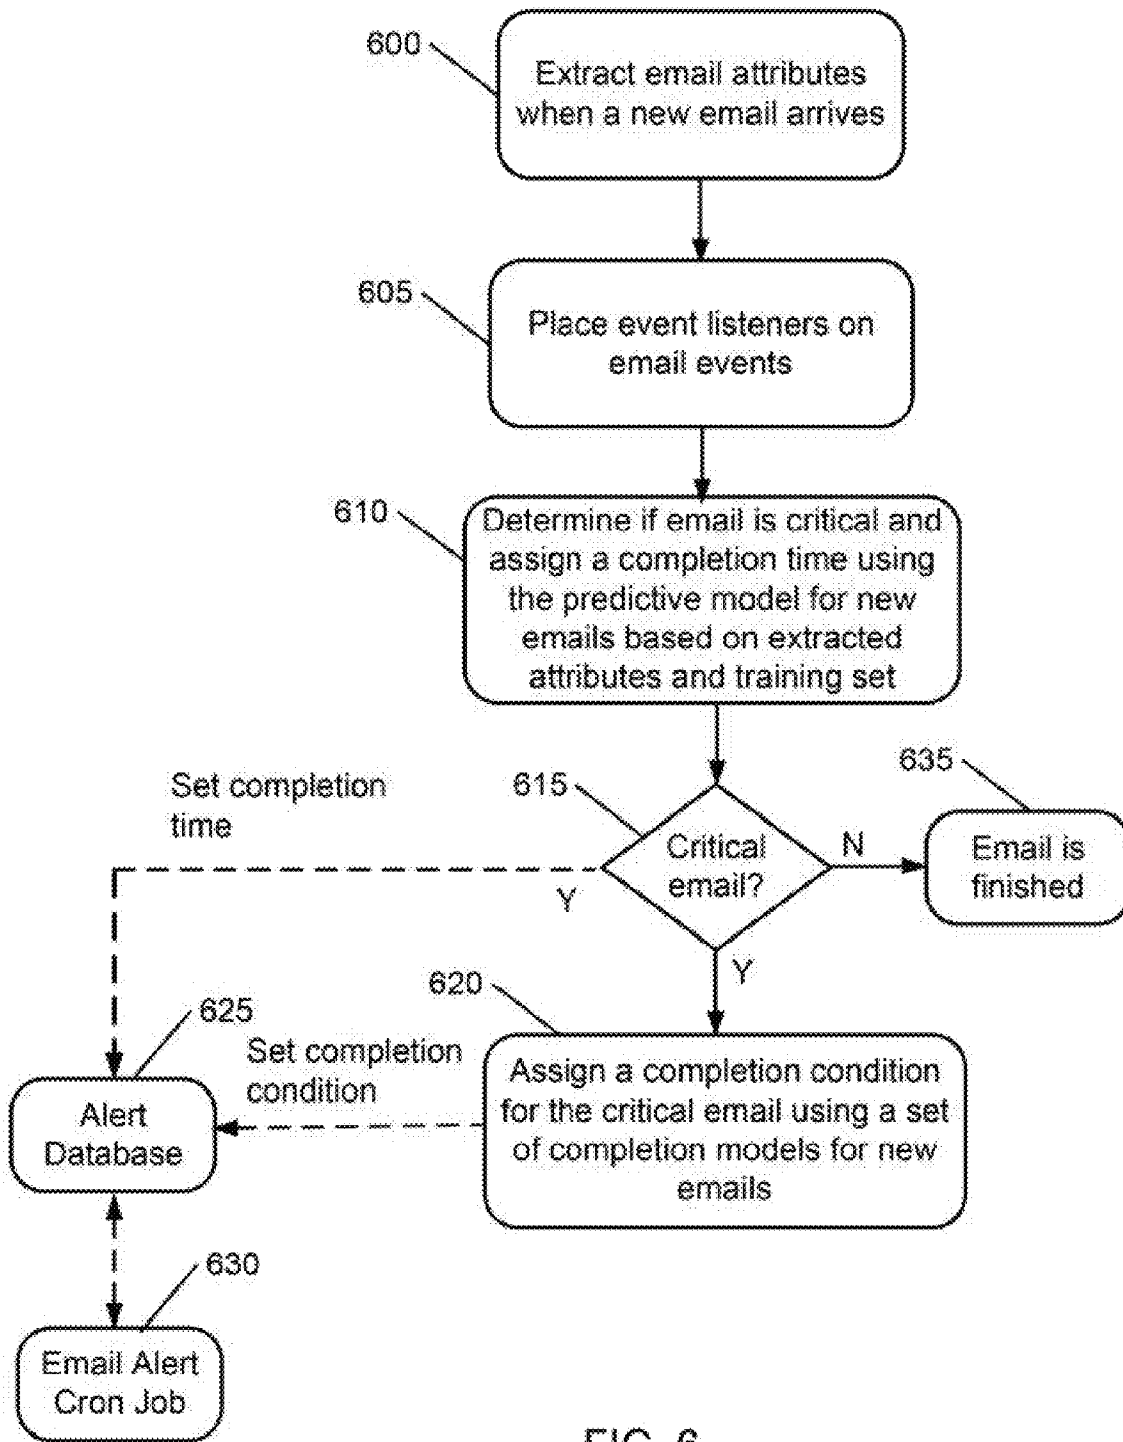 600
Extract email attributes
when a new email arrives
605
Place event listeners on
email events
610
Determine if email is critical and
assign a completion time using
the predictive model for new
emails based on extracted
attributes and training set
635
Set completion
time
615
Critical
email?
N
Email is
finished
Y
Y
620
625
Set completion
condition
Assign a completion condition
for the critical email using a set
of completion models for new
emails
Alert
Database
630
Email Alert
Cron Job
FIG. 6